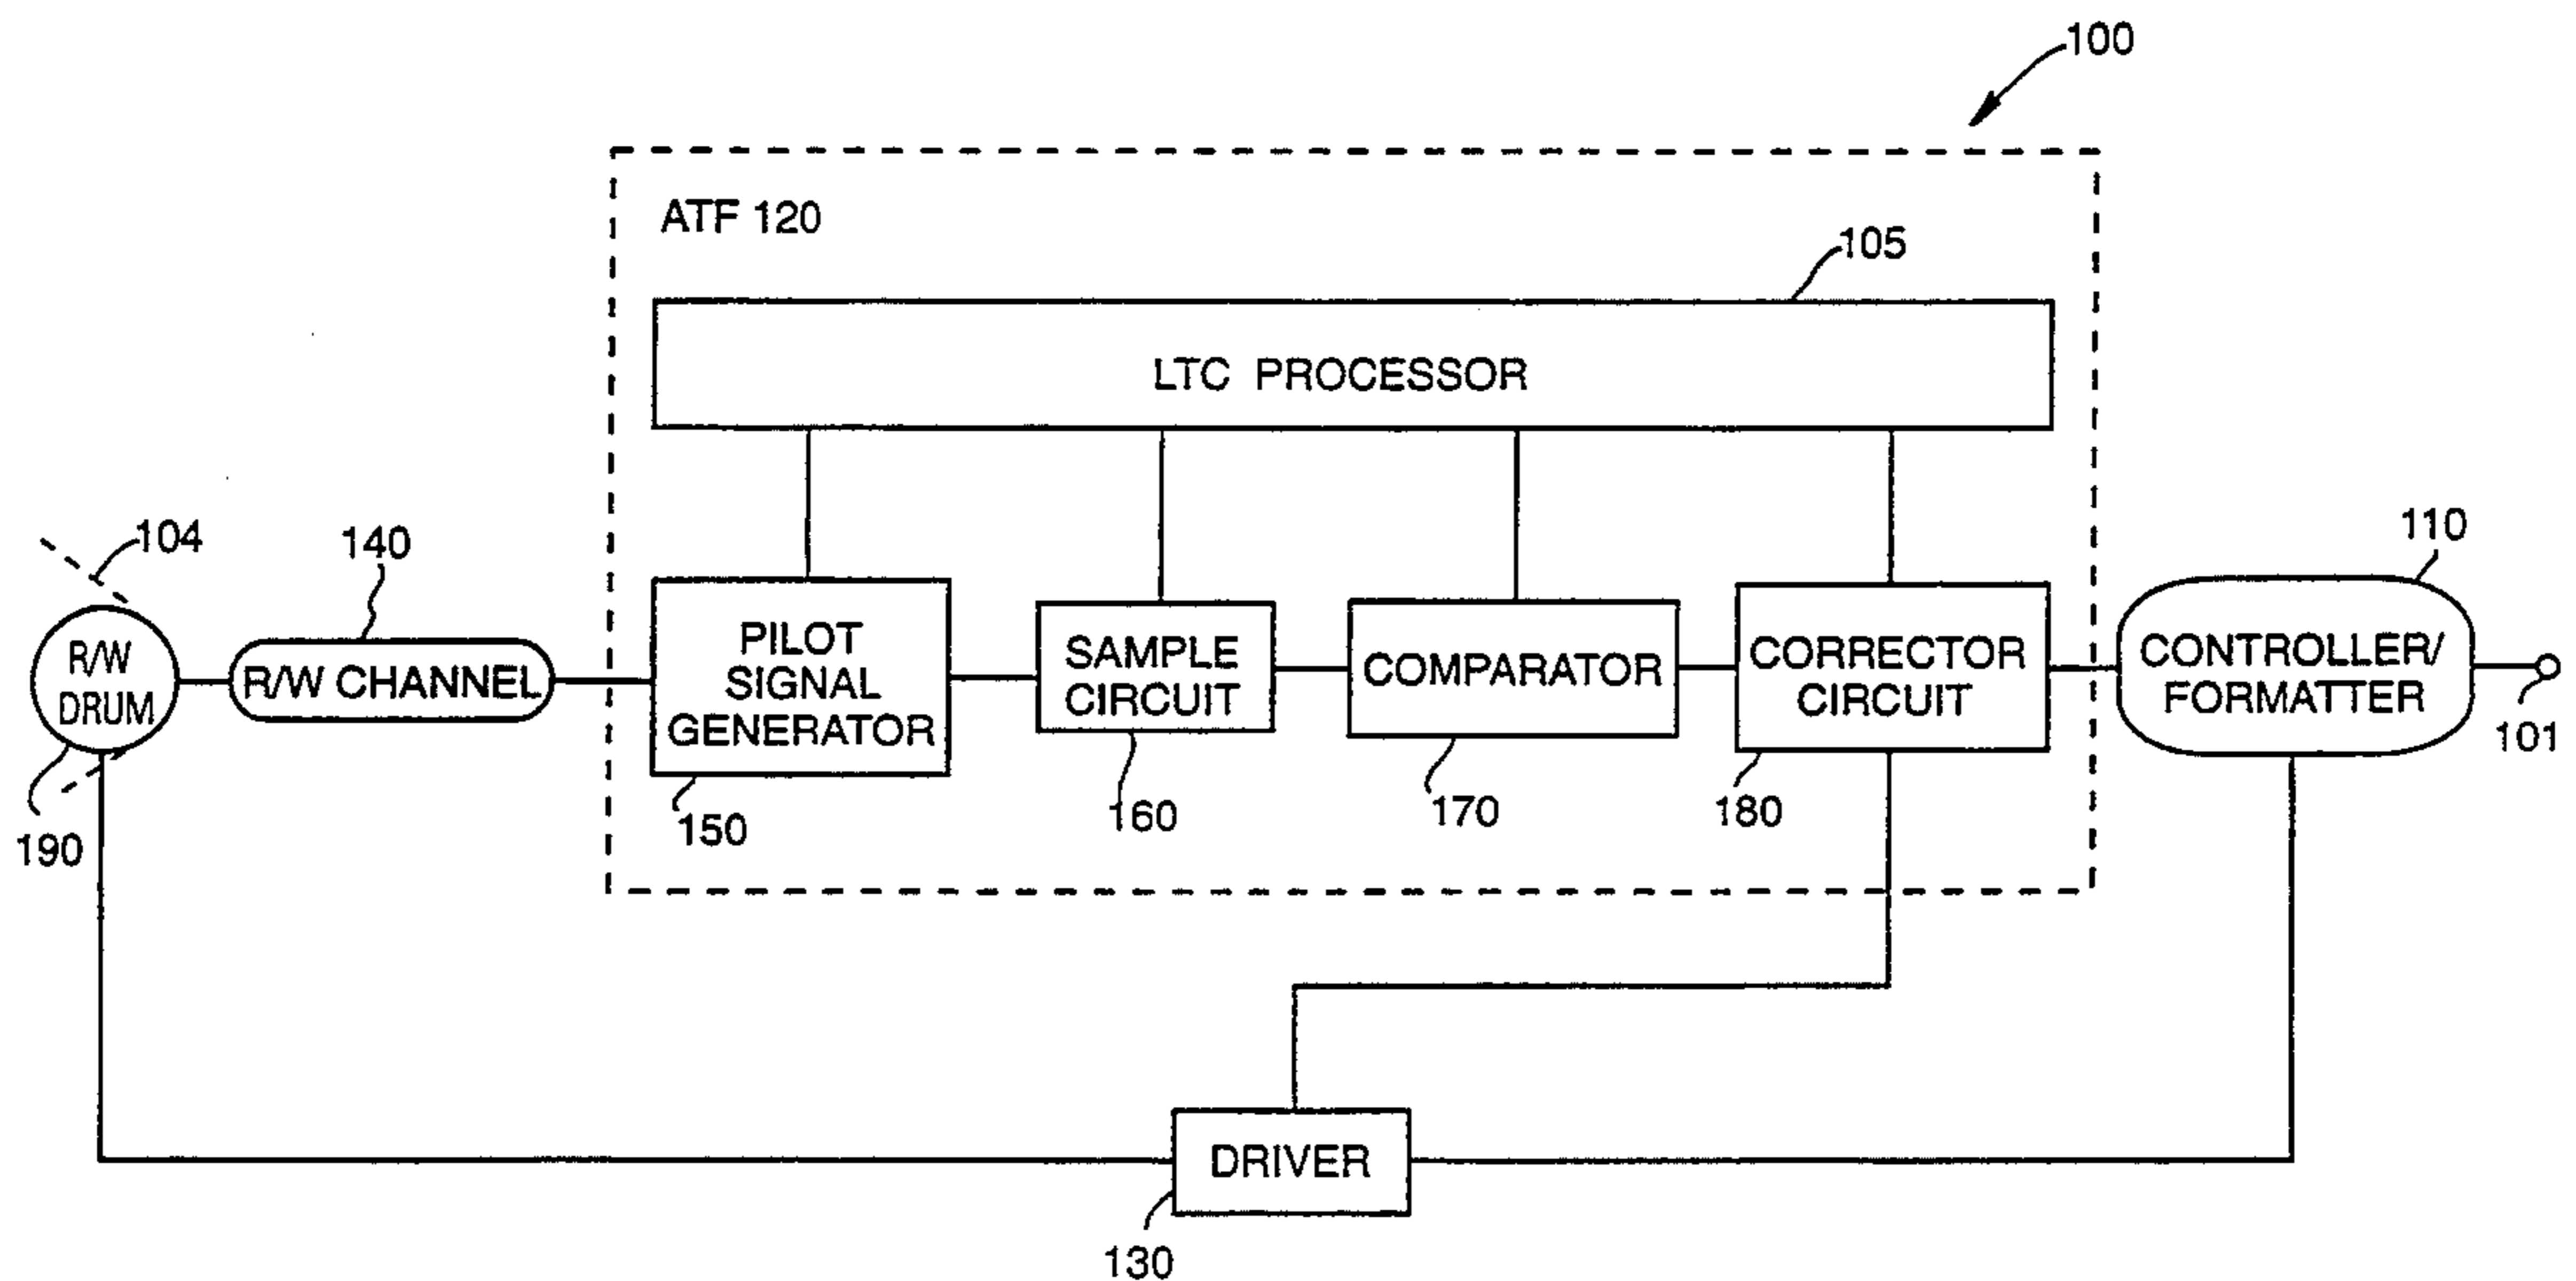 100
ATF 120
105
LTC PROCESSOR
104
140
110
R/W
DRUM
R/W CHANNEL
PILOT
SIGNAL
GENERATOR
SAMPLE
CIRCUIT
COMPARATOR
CORRECTOR
CIRCUIT
CONTROLLER/
FORMATTER
101
190
150
160
170
180
DRIVER
130